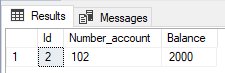 Results Messages
Id Number_account Balance
1 2 102 2000